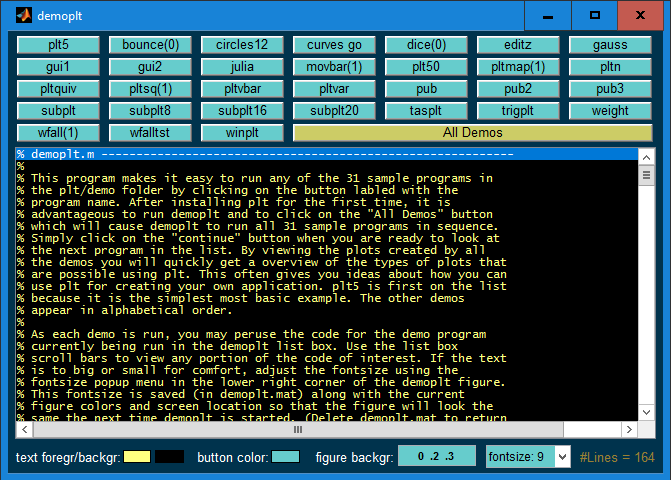 demoplt
plt5 bounce(0) circles12 curves go dice(0) editz gauss
gui1 gui2 julia movbar(1) plt50 pltmap(1) pltn
pltquiv pltsq(1) pltvbar pltvar pub pub2 pub3
subplt subplt8 subplt16 subplt20 tasplt trigplt weight
wfall(1) wfalltst winplt All Demos
% demoplt.m -----------------------------------------------------------
%
% This program makes it easy to run any of the 31 sample programs in
% the plt/demo folder by clicking on the button labled with the
% program name. After installing plt for the first time, it is
% advantageous to run demoplt and to click on the "All Demos" button
% which will cause demoplt to run all 31 sample programs in sequence.
% Simply click on the "continue" button when you are ready to look at
% the next program in the list. By viewing the plots created by all
% the demos you will quickly get a overview of the types of plots that
% are possible using plt. This often gives you ideas about how you can
% use plt for creating your own application. plt5 is first on the list
% because it is the simplest most basic example. The other demos
% appear in alphabetical order.
%
% As each demo is run, you may peruse the code for the demo program
% currently being run in the demoplt list box. Use the list box
% scroll bars to view any portion of the code of interest. If the text
% is to big or small for comfort, adjust the fontsize using the
% fontsize popup menu in the lower right corner of the demoplt figure.
% This fontsize is saved (in demoplt.mat) along with the current
% figure colors and screen location so that the figure will look the
% same the next time demoplt is started. (Delete demoplt.mat to return
text foregr/backgr: button color: figure backgr: 0 .2 .3 fontsize: 9 #Lines = 164